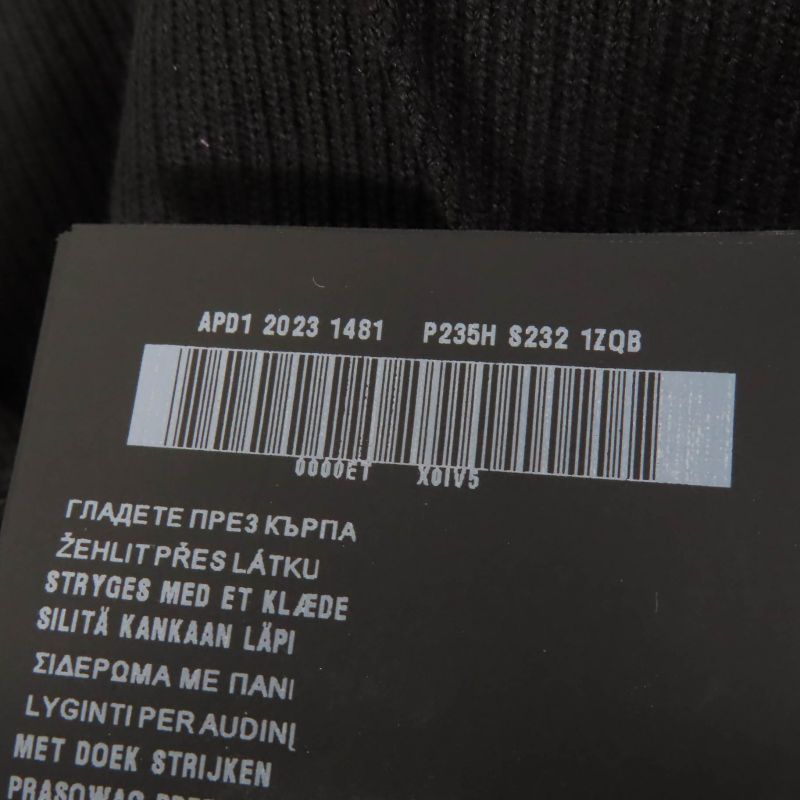 APD1 2023 1481 P235H S232 1ZQB
0000ET X0IV5
ГЛАДЕТЕ ПРЕЗ КЪРПА
ŽEHLIT PŘES LÁTKU
STRYGES MED ET KLÆDE
SILITÄ KANKAAN LÄPI
ΣΙΔΕΡΩΜΑ ΜΕ ΠΑΝΙ
LYGINTI PER AUDINĮ
MET DOEK STRIJKEN
PRASOWAĆ